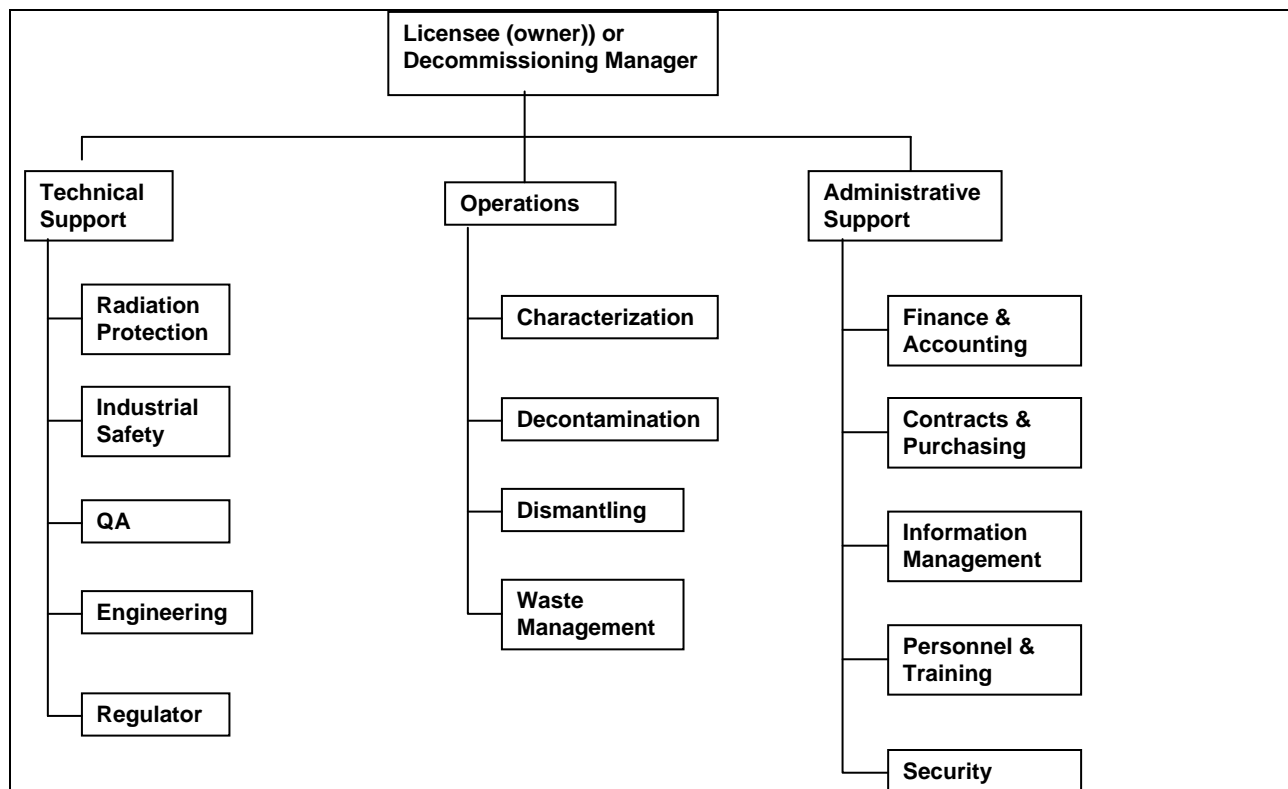 Licensee (owner)) or
Decommissioning Manager
Technical
Support
Radiation
Protection
Industrial
Safety
QA
Engineering
Regulator
Operations
Characterization
Decontamination
Dismantling
Waste
Management
Administrative
Support
Finance &
Accounting
Contracts &
Purchasing
Information
Management
Personnel &
Training
Security